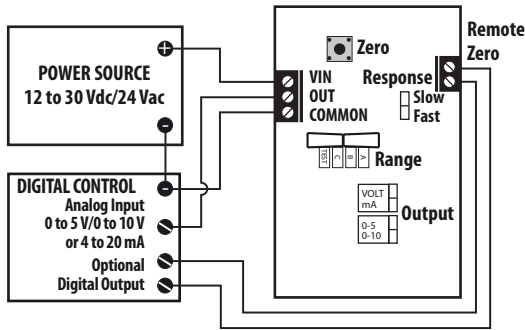 POWER SOURCE
12 to 30 Vdc/24 Vac
+
-
DIGITAL CONTROL
-
Analog Input
0 to 5 V/0 to 10 V
or 4 to 20 mA
Optional
Digital Output
Zero
Remote
Zero
VIN
OUT
COMMON
Response
Slow
Fast
TEST
C
B
A
Range
VOLT
mA
0-5
0-10
Output